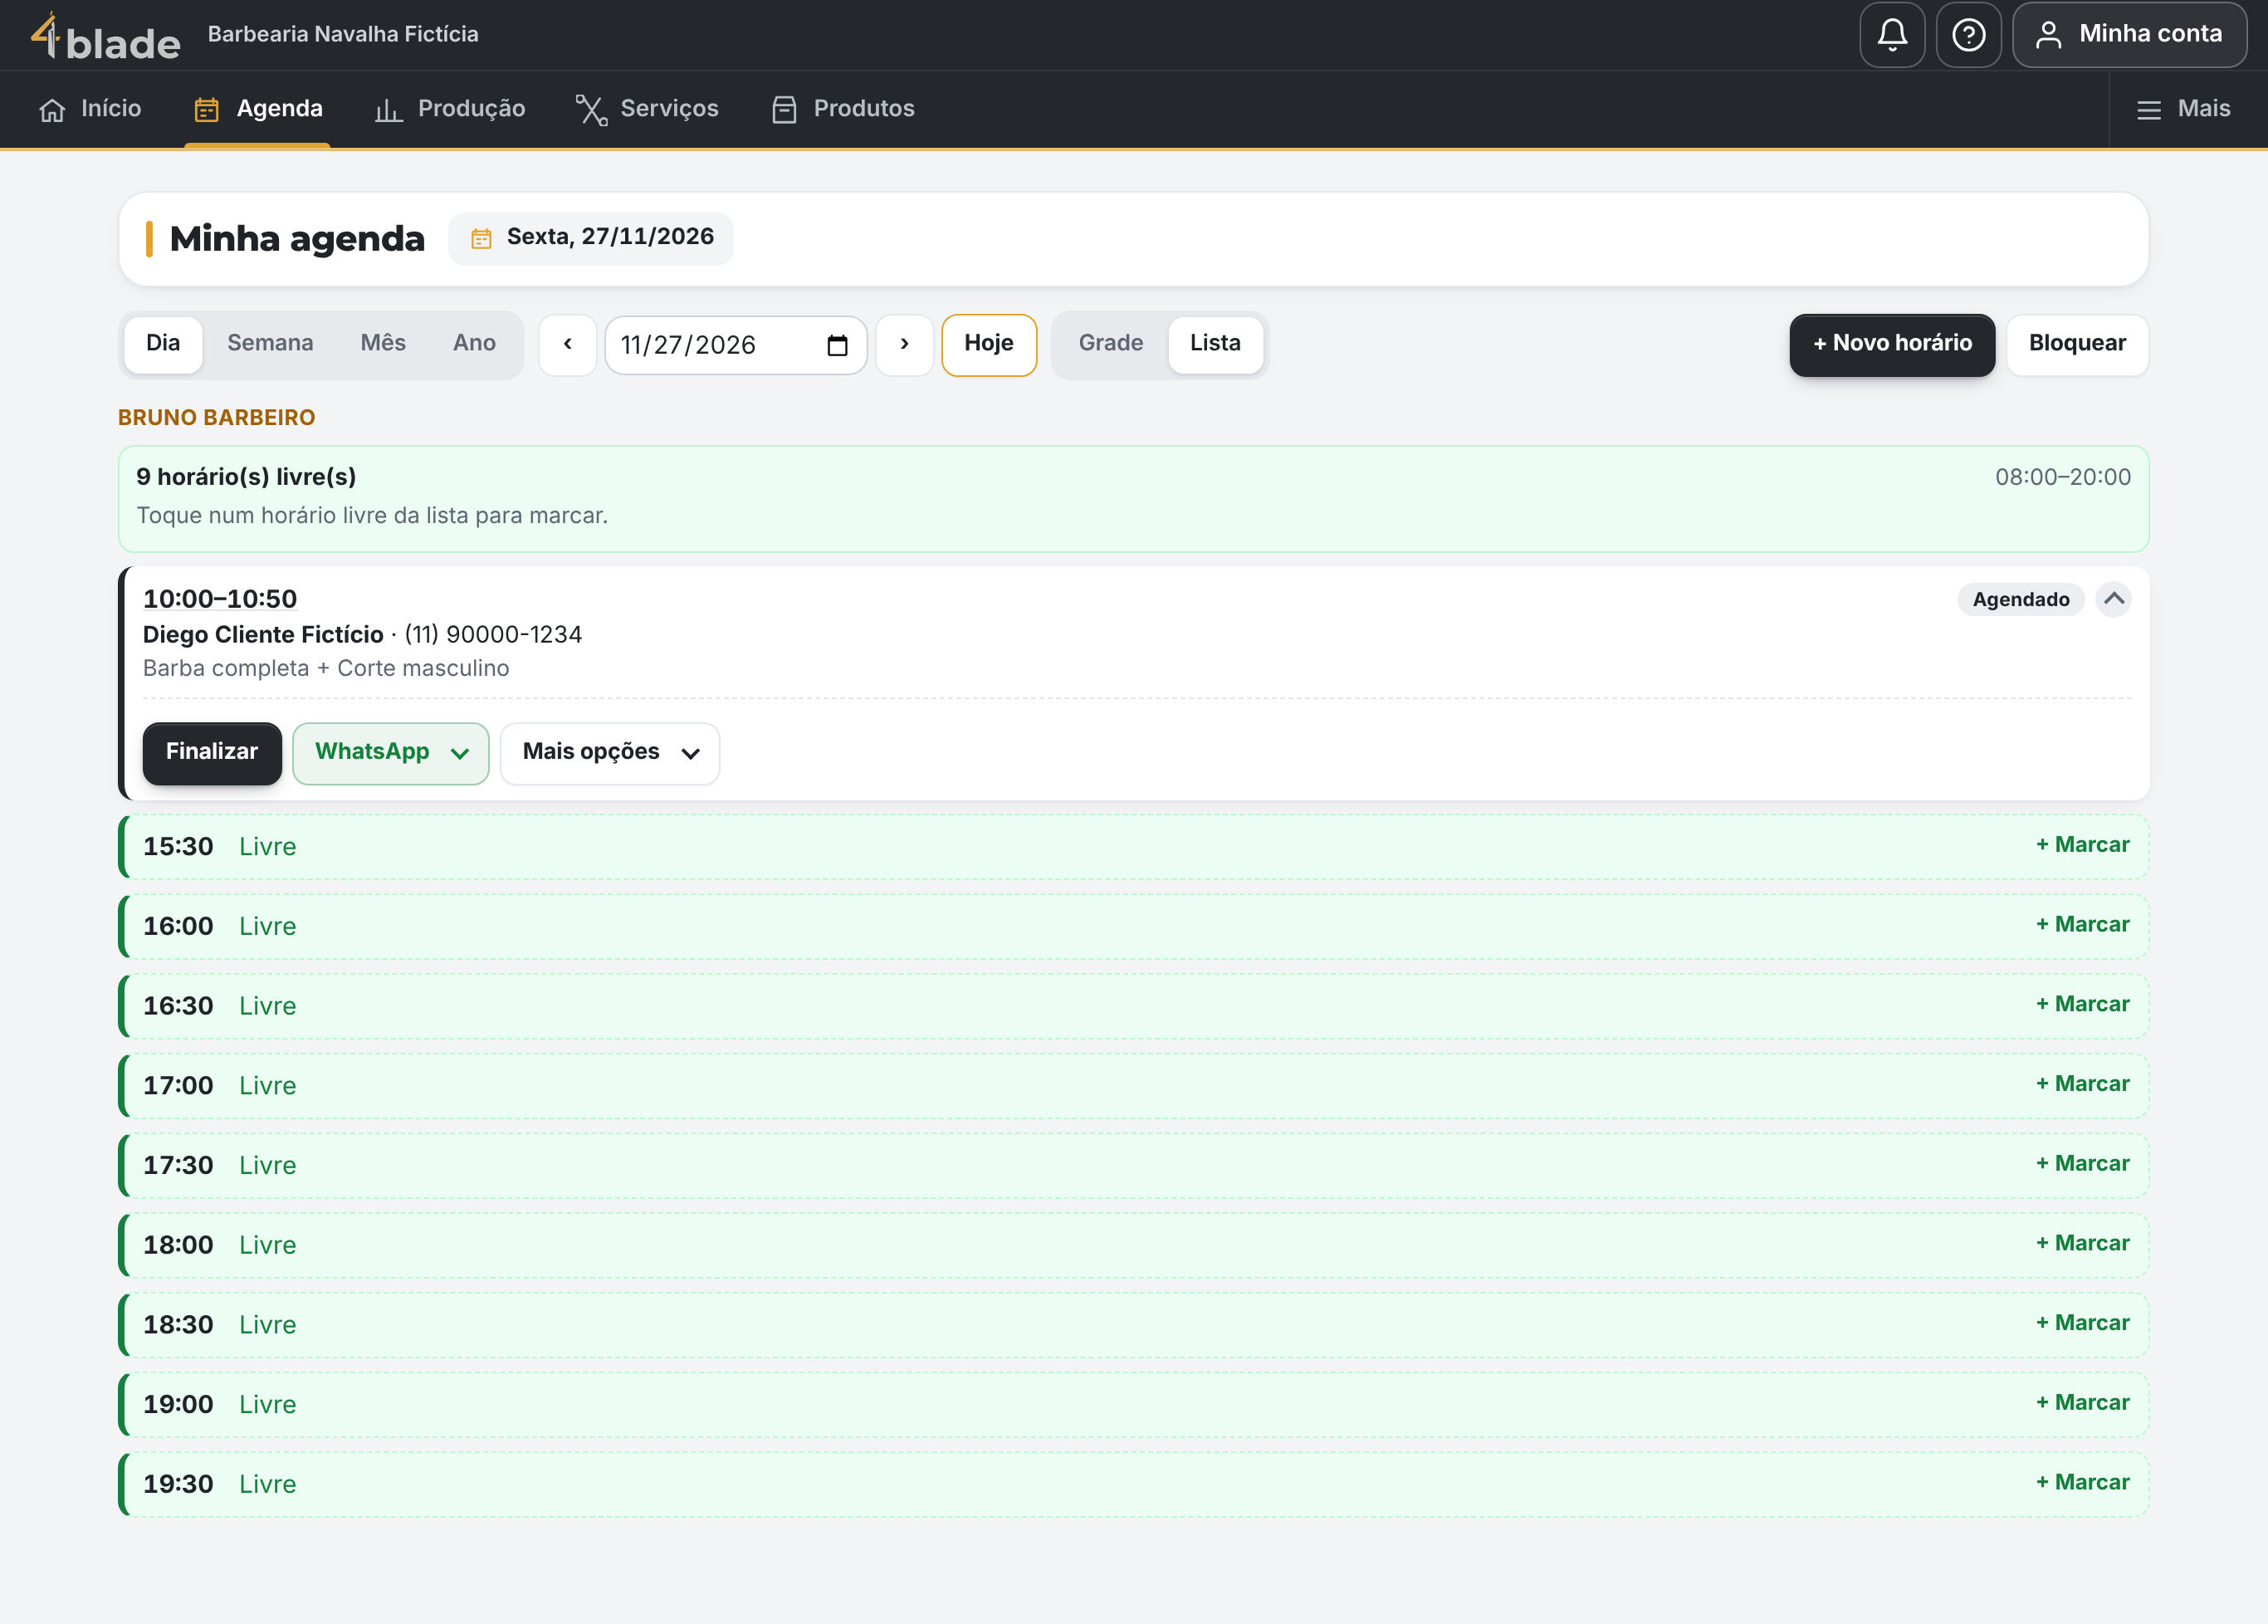 4blade
Barbearia Navalha Fictícia
Minha conta
Início
Agenda
Produção
Serviços
Produtos
Mais
Minha agenda
Sexta, 27/11/2026
Dia
Semana
Mês
Ano
‹
11/27/2026
›
Hoje
Grade
Lista
+ Novo horário
Bloquear
BRUNO BARBEIRO
9 horário(s) livre(s)
08:00–20:00
Toque num horário livre da lista para marcar.
10:00–10:50
Agendado
Diego Cliente Fictício · (11) 90000-1234
Barba completa + Corte masculino
Finalizar
WhatsApp
Mais opções
15:30 Livre + Marcar
16:00 Livre + Marcar
16:30 Livre + Marcar
17:00 Livre + Marcar
17:30 Livre + Marcar
18:00 Livre + Marcar
18:30 Livre + Marcar
19:00 Livre + Marcar
19:30 Livre + Marcar